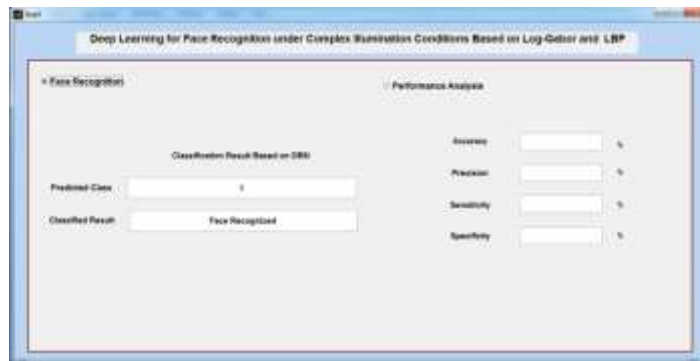 Deep Learning for Face Recognition under Complex Illumination Conditions Based on Log-Gabor and LBP
Face Recognition
Performance Analysis
Classification Result Based on DBN
Predicted Class
Classified Result
Face Recognized
Accuracy
%
Precision
%
Sensitivity
%
Specificity
%